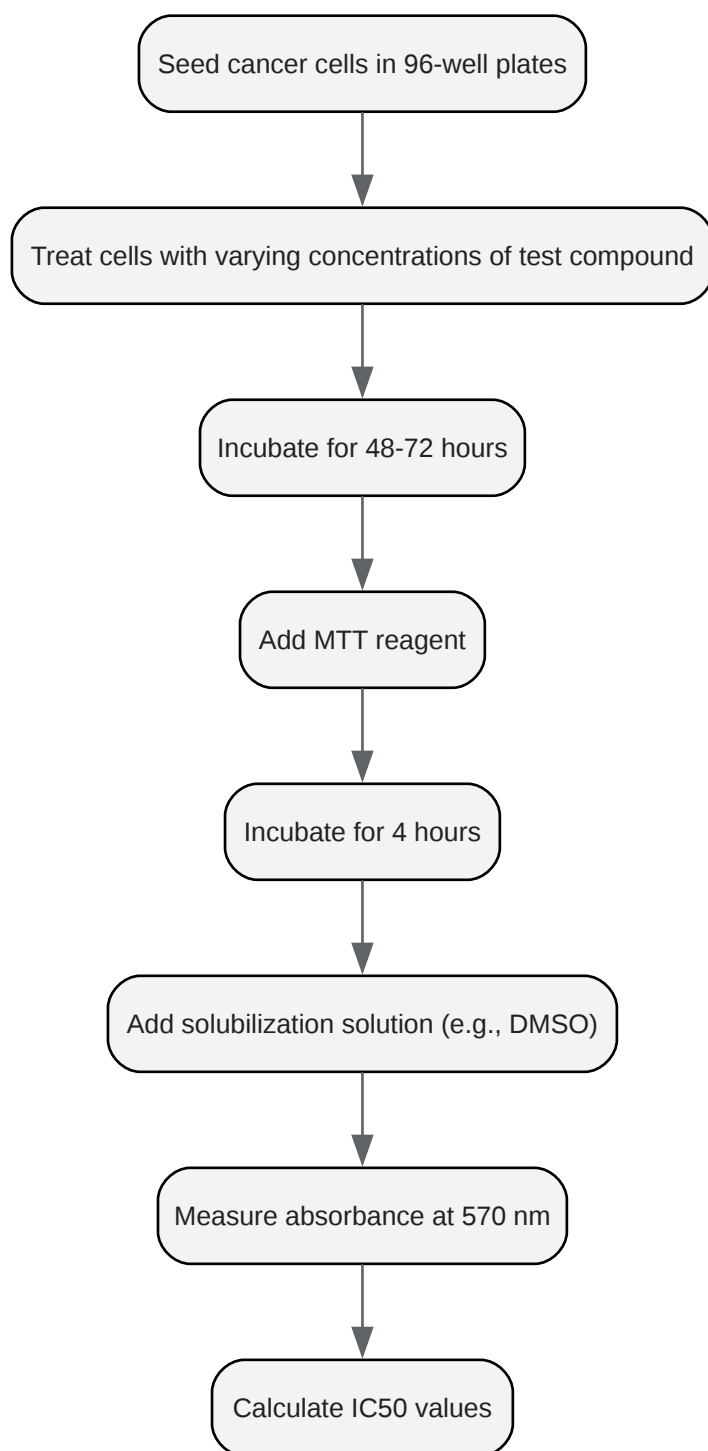 Seed cancer cells in 96-well plates
Treat cells with varying concentrations of test compound
Incubate for 48-72 hours
Add MTT reagent
Incubate for 4 hours
Add solubilization solution (e.g., DMSO)
Measure absorbance at 570 nm
Calculate IC50 values